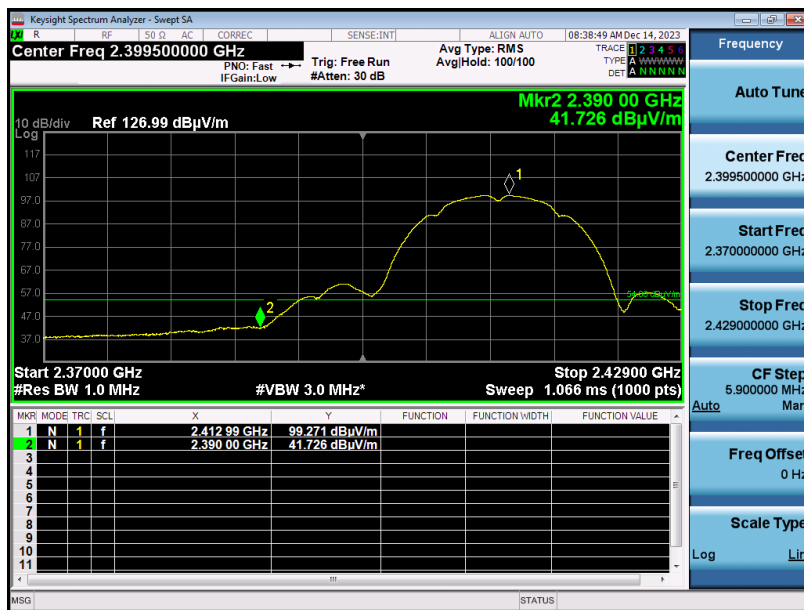 Keysight Spectrum Analyzer - Swept SA
LXI R RF 50 Ω AC CORREC SENSE:INT ALIGN AUTO 08:38:49 AM Dec 14, 2023
Center Freq 2.399500000 GHz
PNO: Fast
IFGain:Low
Trig: Free Run
#Atten: 30 dB
Avg Type: RMS
Avg|Hold: 100/100
TRACE 1 2 3 4 5 6
TYPE A W W W W W
DET A N N N N N
Mkr2 2.390 00 GHz
41.726 dBµV/m
10 dB/div
Log
Ref 126.99 dBµV/m
117
107
97.0
87.0
77.0
67.0
57.0
47.0
37.0
1
2
54.00 dBµV/m
Start 2.37000 GHz Stop 2.42900 GHz
#Res BW 1.0 MHz #VBW 3.0 MHz* Sweep 1.066 ms (1000 pts)
MKR MODE TRC SCL X Y FUNCTION FUNCTION WIDTH FUNCTION VALUE
1 N 1 f 2.412 99 GHz 99.271 dBµV/m
2 N 1 f 2.390 00 GHz 41.726 dBµV/m
3
4
5
6
7
8
9
10
11
MSG STATUS
Frequency
Auto Tune
Center Freq
2.399500000 GHz
Start Freq
2.370000000 GHz
Stop Freq
2.429000000 GHz
CF Step
5.900000 MHz
Auto Man
Freq Offset
0 Hz
Scale Type
Log Lin